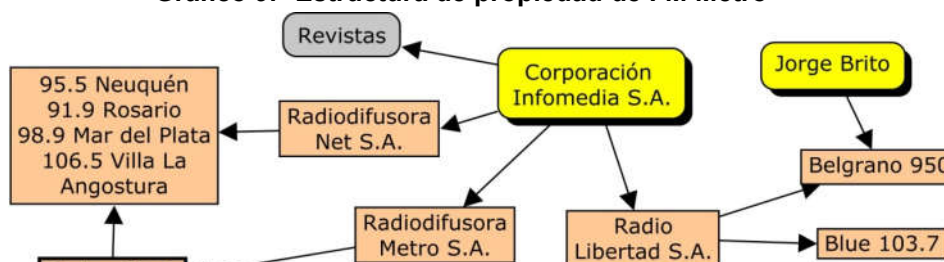 Revistas
Corporación
Infomedia S.A.
Jorge Brito
95.5 Neuquén
91.9 Rosario
98.9 Mar del Plata
106.5 Villa La
Angostura
Radiodifusora
Net S.A.
Belgrano 950
Radiodifusora
Metro S.A.
Radio
Libertad S.A.
Blue 103.7